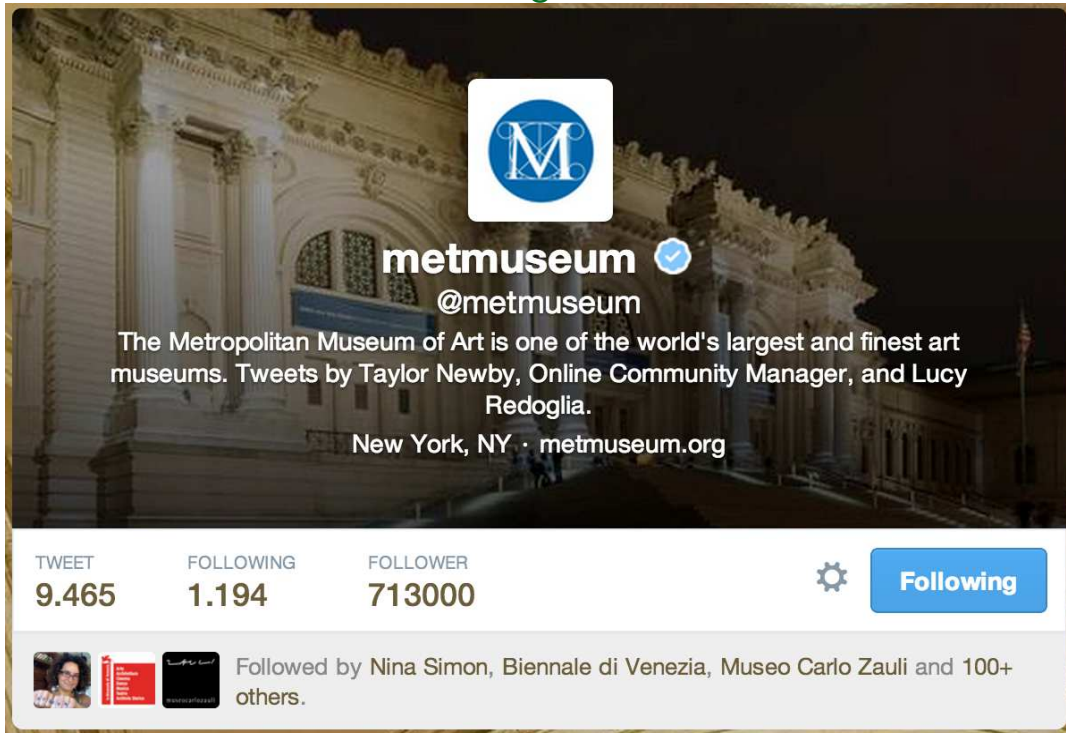 M
metmuseum
@metmuseum
The Metropolitan Museum of Art is one of the world's largest and finest art
museums. Tweets by Taylor Newby, Online Community Manager, and Lucy
Redoglia.
New York, NY · metmuseum.org
TWEET FOLLOWING FOLLOWER
9.465 1.194 713000
Following
Followed by Nina Simon, Biennale di Venezia, Museo Carlo Zauli and 100+
others.
museocarlozauli